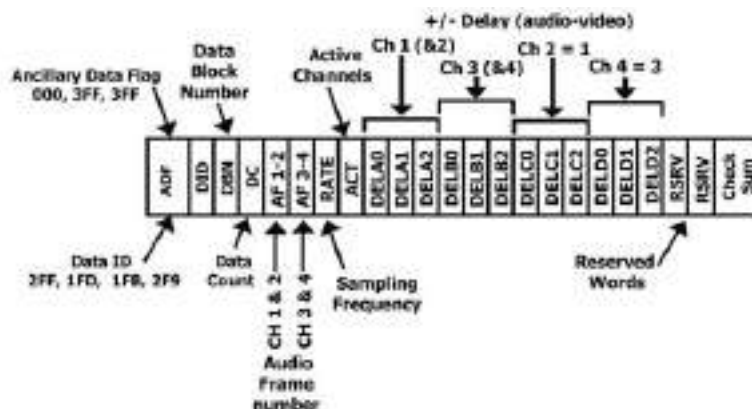 +/- Delay (audio-video)
Data
Block
Number
Active
Channels
Ch 1 (&2)
Ch 2 = 1
Ch 3 (&4)
Ch 4 = 3
Ancillary Data Flag
000, 3FF, 3FF
ADF
DID
DBN
DC
AF 1-2
AF 3-4
RATE
ACT
DELA0
DELA1
DELA2
DELB0
DELB1
DELB2
DELC0
DELC1
DELC2
DELD0
DELD1
DELD2
RSRV
RSRV
Check
Sum
Data ID
2FF, 1FD, 1FB, 2F9
Data
Count
CH 1 & 2
CH 3 & 4
Sampling
Frequency
Reserved
Words
Audio
Frame
number